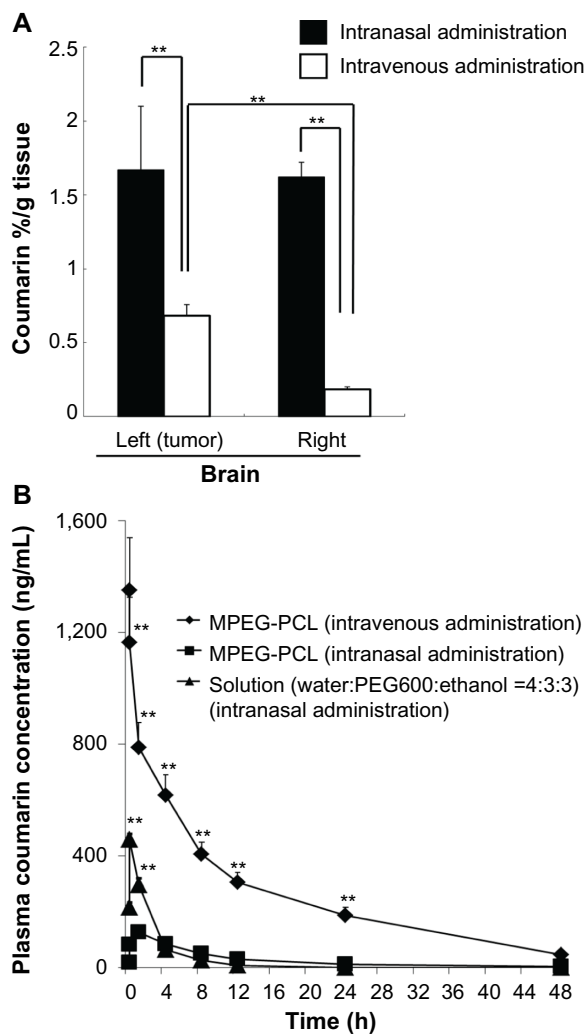 A
Intranasal administration
Intravenous administration
Coumarin %/g tissue
2.5
2
1.5
1
0.5
0
**
**
**
Left (tumor)
Right
Brain
B
Plasma coumarin concentration (ng/mL)
1,600
1,200
800
400
0
MPEG-PCL (intravenous administration)
MPEG-PCL (intranasal administration)
Solution (water:PEG600:ethanol =4:3:3)
(intranasal administration)
**
**
**
**
**
**
**
**
0 4 8 12 16 20 24 28 32 36 40 44 48
Time (h)